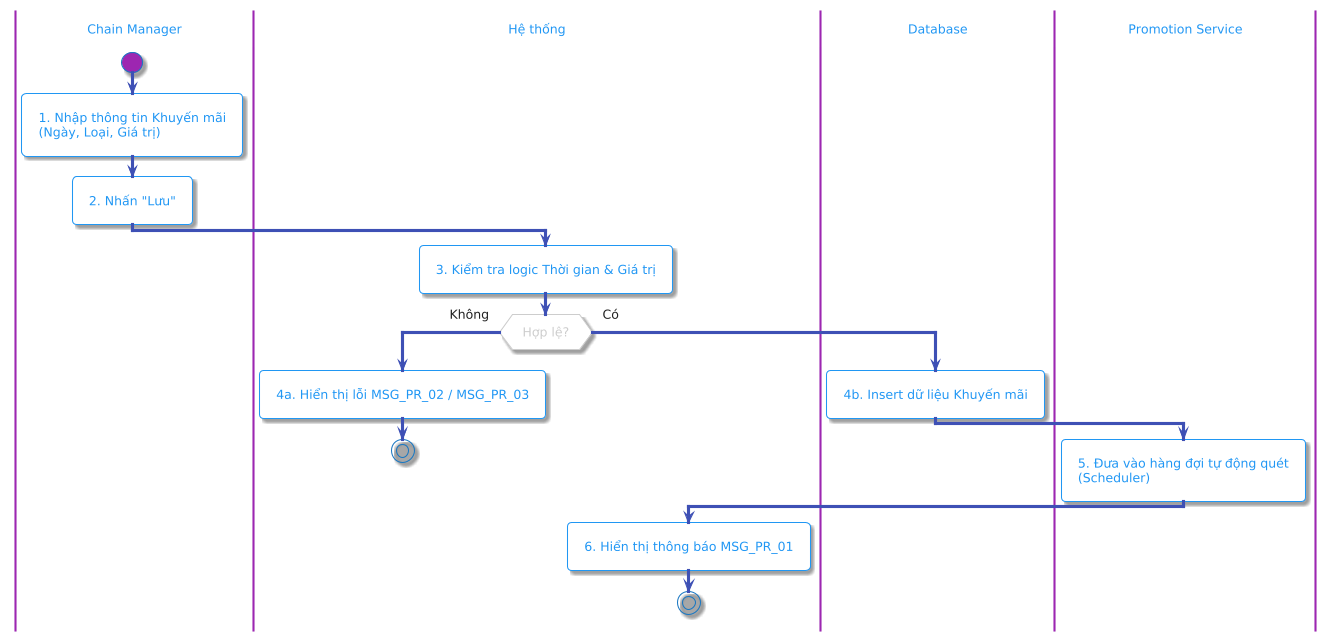 Chain Manager
Hệ thống
Database
Promotion Service
1. Nhập thông tin Khuyến mãi
(Ngày, Loại, Giá trị)
2. Nhấn "Lưu"
3. Kiểm tra logic Thời gian & Giá trị
Không
Hợp lệ?
Có
4a. Hiển thị lỗi MSG_PR_02 / MSG_PR_03
4b. Insert dữ liệu Khuyến mãi
5. Đưa vào hàng đợi tự động quét
(Scheduler)
6. Hiển thị thông báo MSG_PR_01